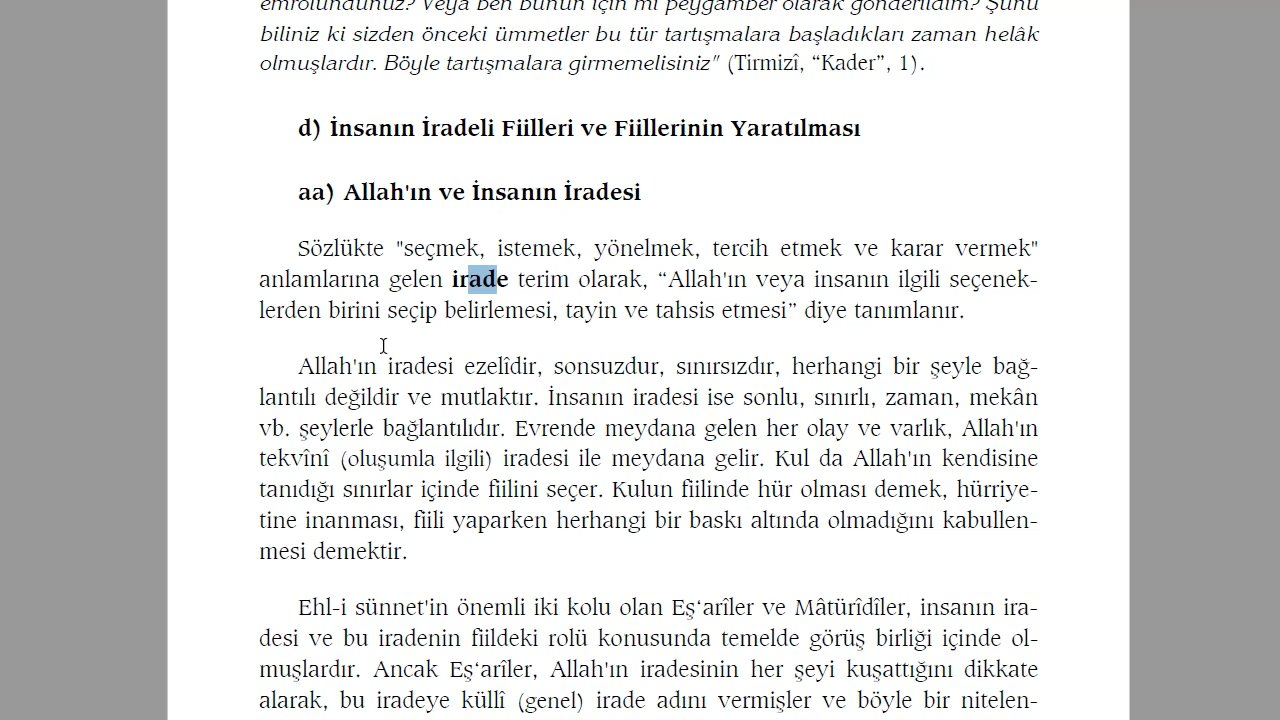 emrolundunuz? Veya ben bunun için mi peygamber olarak gönderildim? Şunu
biliniz ki sizden önceki ümmetler bu tür tartışmalara başladıkları zaman helâk
olmuşlardır. Böyle tartışmalara girmemelisiniz" (Tirmizî, “Kader”, 1).
d) İnsanın İradeli Fiilleri ve Fiillerinin Yaratılması
aa) Allah'ın ve İnsanın İradesi
Sözlükte "seçmek, istemek, yönelmek, tercih etmek ve karar vermek"
anlamlarına gelen irade terim olarak, “Allah'ın veya insanın ilgili seçenek-
lerden birini seçip belirlemesi, tayin ve tahsis etmesi” diye tanımlanır.
Allah'ın iradesi ezelîdir, sonsuzdur, sınırsızdır, herhangi bir şeyle bağ-
lantılı değildir ve mutlaktır. İnsanın iradesi ise sonlu, sınırlı, zaman, mekân
vb. şeylerle bağlantılıdır. Evrende meydana gelen her olay ve varlık, Allah'ın
tekvînî (oluşumla ilgili) iradesi ile meydana gelir. Kul da Allah'ın kendisine
tanıdığı sınırlar içinde fiilini seçer. Kulun fiilinde hür olması demek, hürriye-
tine inanması, fiili yaparken herhangi bir baskı altında olmadığını kabullen-
mesi demektir.
Ehl-i sünnet'in önemli iki kolu olan Eş‘arîler ve Mâtürîdîler, insanın ira-
desi ve bu iradenin fiildeki rolü konusunda temelde görüş birliği içinde ol-
muşlardır. Ancak Eş‘arîler, Allah'ın iradesinin her şeyi kuşattığını dikkate
alarak, bu iradeye küllî (genel) irade adını vermişler ve böyle bir nitelen-